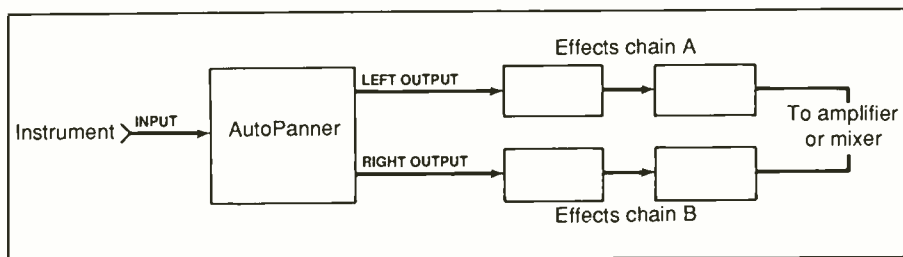 Effects chain A
LEFT OUTPUT
INPUT
Instrument
AutoPanner
To amplifier
or mixer
RIGHT OUTPUT
Effects chain B